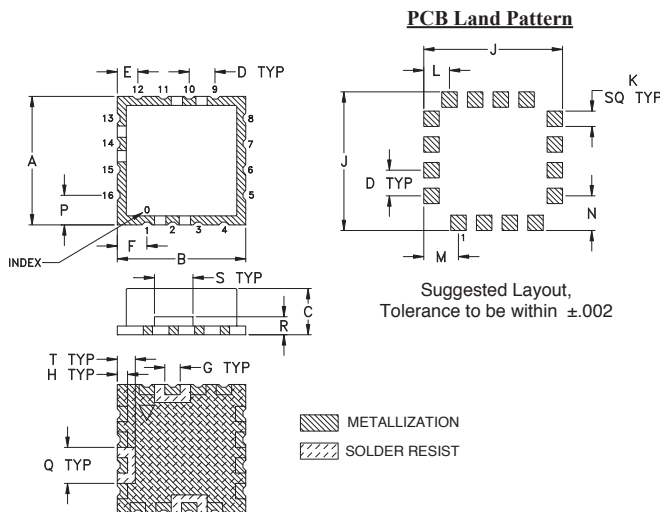 PCB Land Pattern
E
D TYP
12 11 10 9
13
14
15
16
8
7
6
5
A
P
0
1 2 3 4
F
INDEX
B
S TYP
C
R
T TYP
H TYP
G TYP
Q TYP
J
L
K
SQ TYP
J
D TYP
N
1
M
Suggested Layout,
Tolerance to be within ±.002
METALLIZATION
SOLDER RESIST